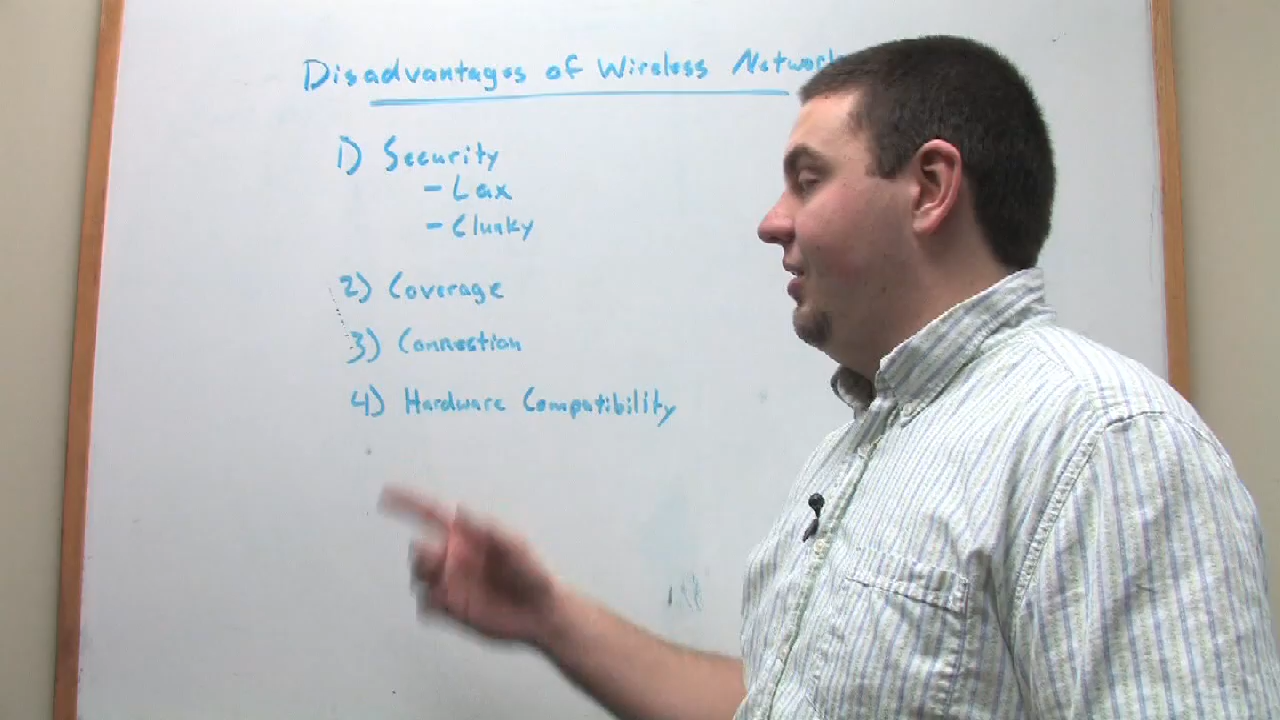 Disadvantages of Wireless Network
1) Security
- Lax
- Clunky
2) Coverage
3) Connection
4) Hardware Compatibility